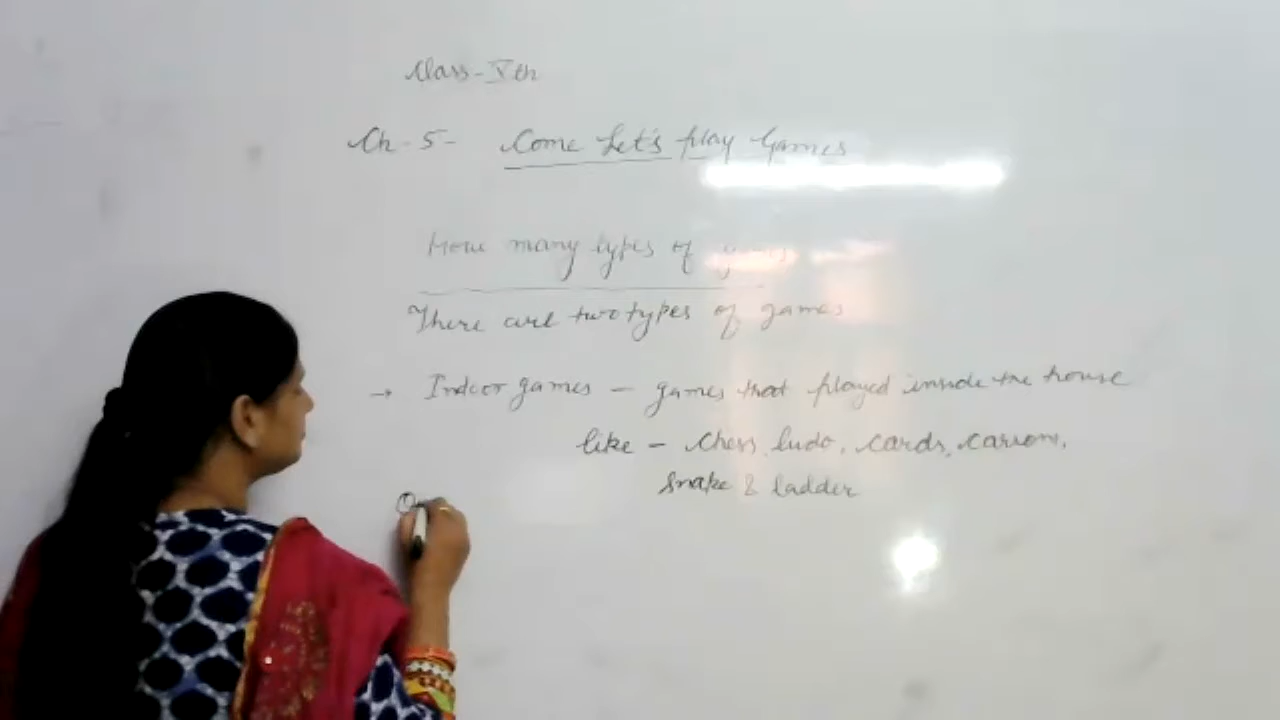 Class - Vth
Ch - 5 - Come Let's Play Games
How many types of games
There are two types of games
→ Indoor games - games that played inside the house
like - Chess, ludo, cards, carrom,
snake & ladder
O